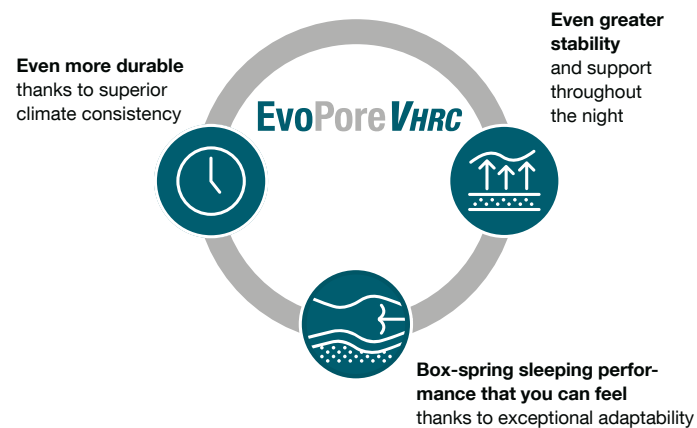 Even more durable
thanks to superior
climate consistency
EvoPore VHRC
Even greater
stability
and support
throughout
the night
Box-spring sleeping perfor-
mance that you can feel
thanks to exceptional adaptability